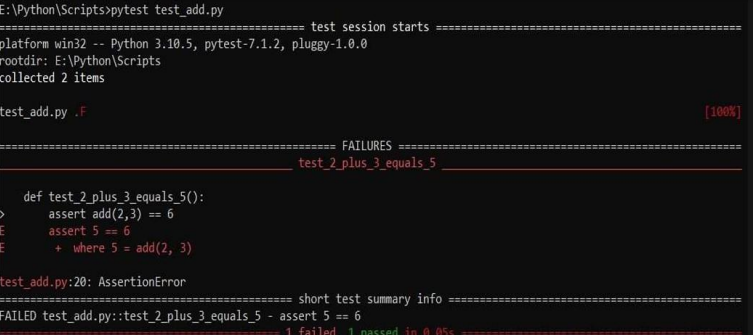 E:\Python\Scripts>pytest test_add.py
================================================ test session starts ================================================
platform win32 -- Python 3.10.5, pytest-7.1.2, pluggy-1.0.0
rootdir: E:\Python\Scripts
collected 2 items
test_add.py .F [100%]
===================================================== FAILURES ======================================================
______________________________________________ test_2_plus_3_equals_5 _______________________________________________
def test_2_plus_3_equals_5():
> assert add(2,3) == 6
E assert 5 == 6
E + where 5 = add(2, 3)
test_add.py:20: AssertionError
============================================== short test summary info ==============================================
FAILED test_add.py::test_2_plus_3_equals_5 - assert 5 == 6
============================================ 1 failed, 1 passed in 0.05s ============================================